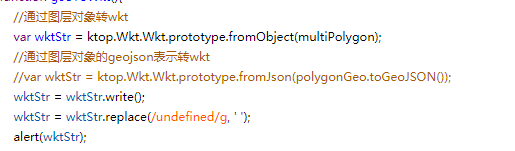 //通过图层对象转wkt
var wktStr = ktop.Wkt.Wkt.prototype.fromObject(multiPolygon);
//通过图层对象的geojson表示转wkt
//var wktStr = ktop.Wkt.Wkt.prototype.fromJson(polygonGeo.toGeoJSON());
wktStr = wktStr.write();
wktStr = wktStr.replace(/undefined/g, ' ');
alert(wktStr);